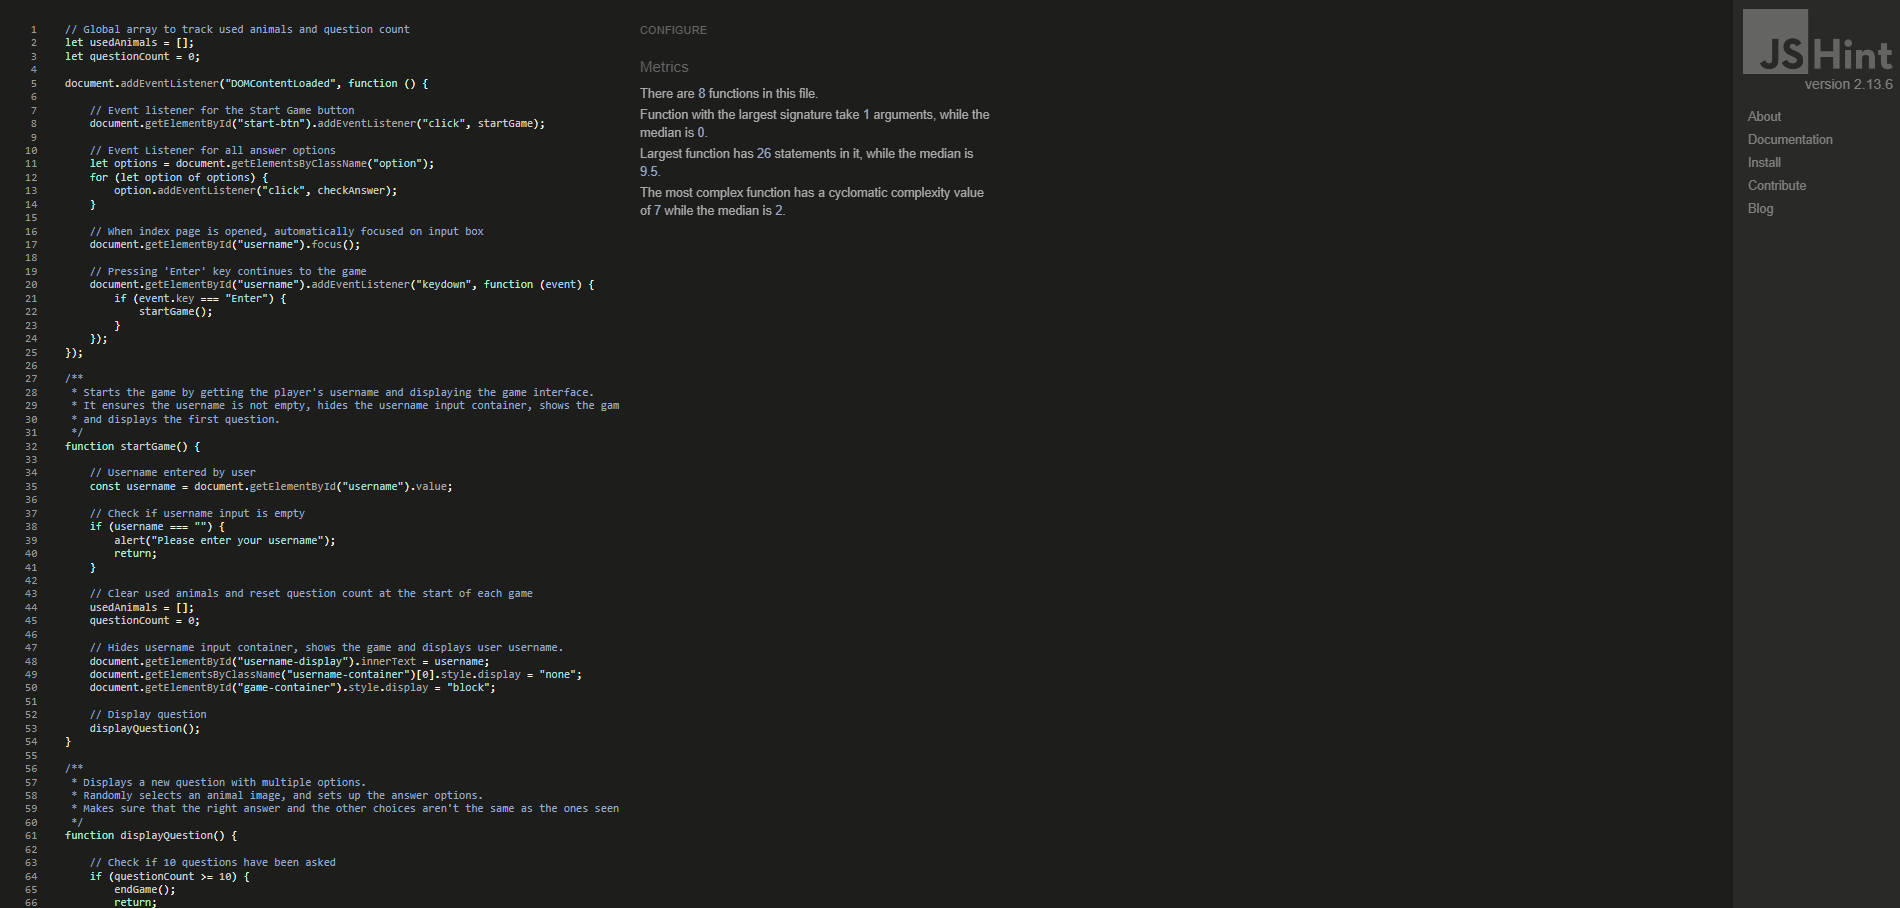 1 // Global array to track used animals and question count
2 let usedAnimals = [];
3 let questionCount = 0;
4
5 document.addEventListener("DOMContentLoaded", function () {
6
7 // Event listener for the Start Game button
8 document.getElementById("start-btn").addEventListener("click", startGame);
9
10 // Event Listener for all answer options
11 let options = document.getElementsByClassName("option");
12 for (let option of options) {
13 option.addEventListener("click", checkAnswer);
14 }
15
16 // When index page is opened, automatically focused on input box
17 document.getElementById("username").focus();
18
19 // Pressing 'Enter' key continues to the game
20 document.getElementById("username").addEventListener("keydown", function (event) {
21 if (event.key === "Enter") {
22 startGame();
23 }
24 });
25 });
26
27 /**
28 * Starts the game by getting the player's username and displaying the game interface.
29 * It ensures the username is not empty, hides the username input container, shows the gam
30 * and displays the first question.
31 */
32 function startGame() {
33
34 // Username entered by user
35 const username = document.getElementById("username").value;
36
37 // Check if username input is empty
38 if (username === "") {
39 alert("Please enter your username");
40 return;
41 }
42
43 // Clear used animals and reset question count at the start of each game
44 usedAnimals = [];
45 questionCount = 0;
46
47 // Hides username input container, shows the game and displays user username.
48 document.getElementById("username-display").innerText = username;
49 document.getElementsByClassName("username-container")[0].style.display = "none";
50 document.getElementById("game-container").style.display = "block";
51
52 // Display question
53 displayQuestion();
54 }
55
56 /**
57 * Displays a new question with multiple options.
58 * Randomly selects an animal image, and sets up the answer options.
59 * Makes sure that the right answer and the other choices aren't the same as the ones seen
60 */
61 function displayQuestion() {
62
63 // Check if 10 questions have been asked
64 if (questionCount >= 10) {
65 endGame();
66 return;
CONFIGURE
Metrics
There are 8 functions in this file.
Function with the largest signature take 1 arguments, while the
median is 0.
Largest function has 26 statements in it, while the median is
9.5.
The most complex function has a cyclomatic complexity value
of 7 while the median is 2.
JSHint
version 2.13.6
About
Documentation
Install
Contribute
Blog